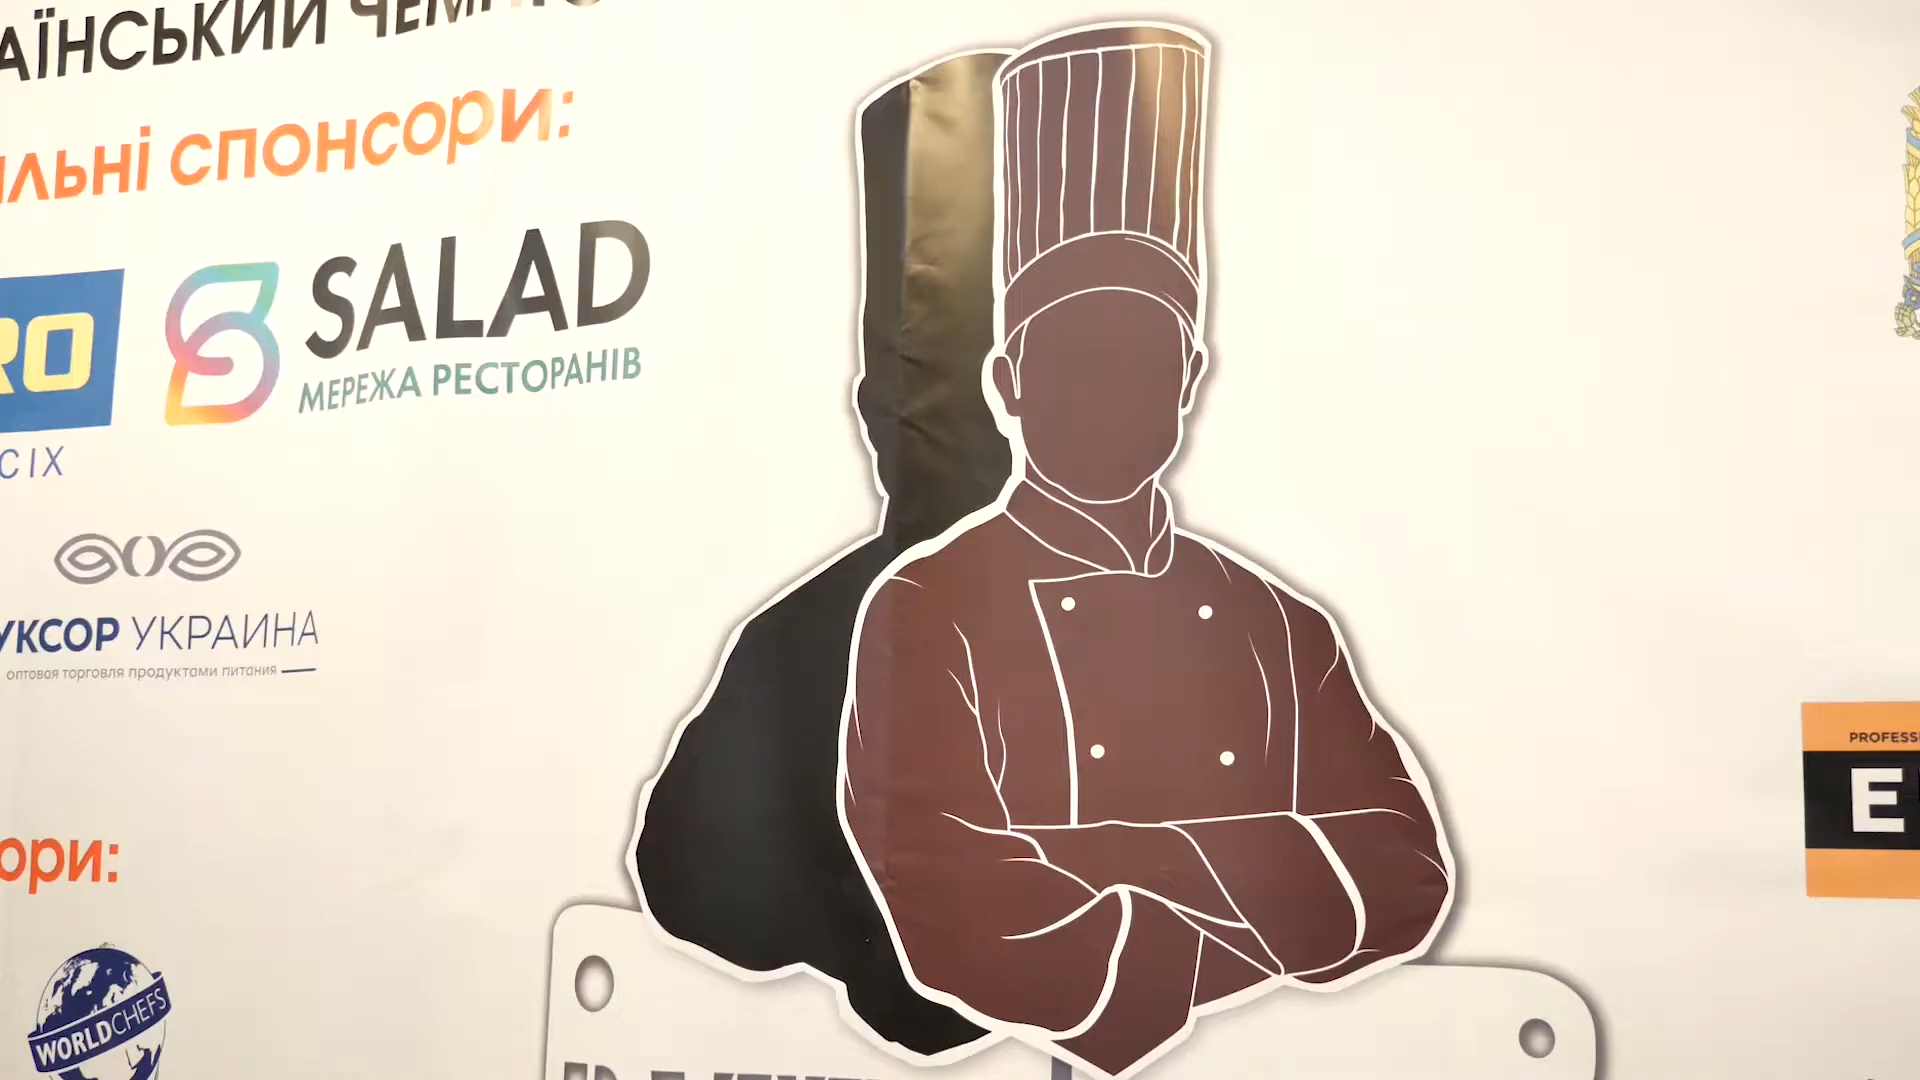 АЇНСЬКИЙ
ЛЬНІ СПОНСОРИ:
RO
SALAD
МЕРЕЖА РЕСТОРАНІВ
СІХ
УКСОР УКРАИНА
оптовая торговля продуктами питания
ОРИ:
WORLDCHEFS
PROFESS
E